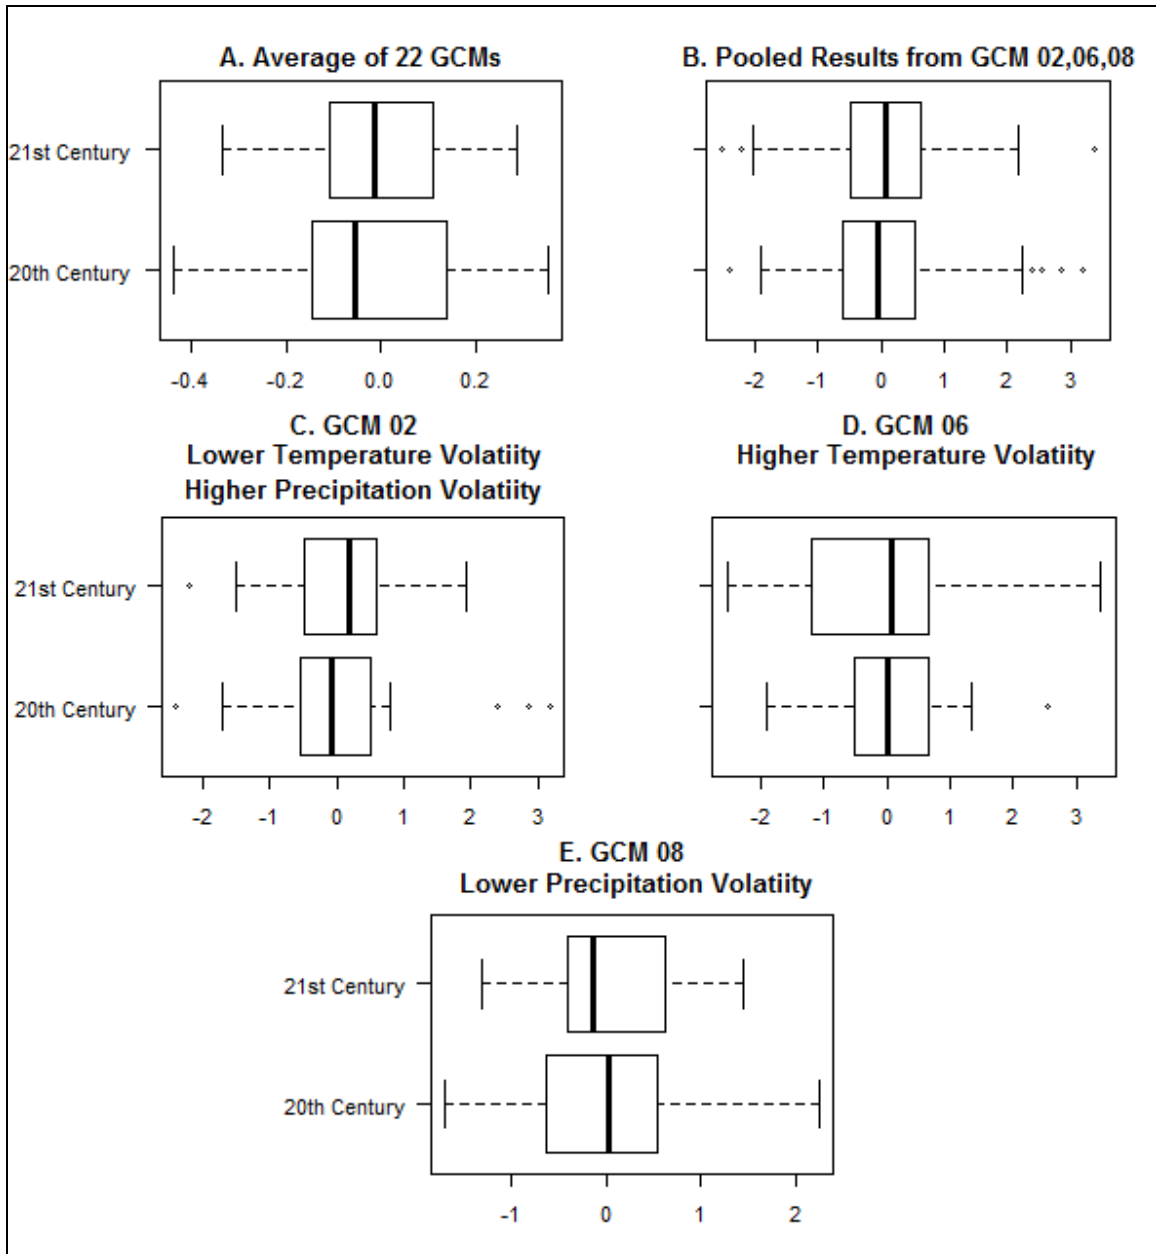 A. Average of 22 GCMs
21st Century
20th Century
-0.4 -0.2 0.0 0.2
B. Pooled Results from GCM 02,06,08
-2 -1 0 1 2 3
C. GCM 02
Lower Temperature Volatiity
Higher Precipitation Volatiity
21st Century
20th Century
-2 -1 0 1 2 3
D. GCM 06
Higher Temperature Volatiity
-2 -1 0 1 2 3
E. GCM 08
Lower Precipitation Volatiity
21st Century
20th Century
-1 0 1 2